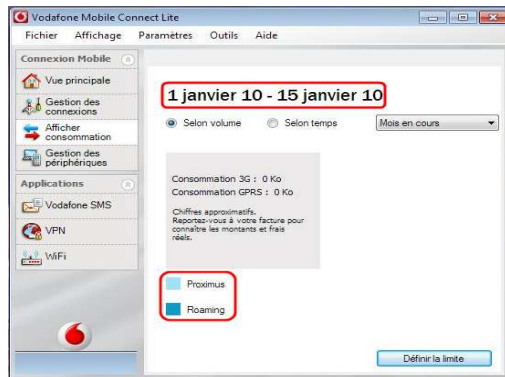 Vodafone Mobile Connect Lite
Fichier Affichage Paramètres Outils Aide
Connexion Mobile
Vue principale
Gestion des
connexions
Afficher
consommation
Gestion des
périphériques
Applications
Vodafone SMS
VPN
WiFi
1 janvier 10 - 15 janvier 10
Selon volume Selon temps Mois en cours
Consommation 3G : 0 Ko
Consommation GPRS : 0 Ko
Chiffres approximatifs.
Reportez-vous à votre facture pour
connaître les montants et frais
réels.
Proximus
Roaming
Définir la limite